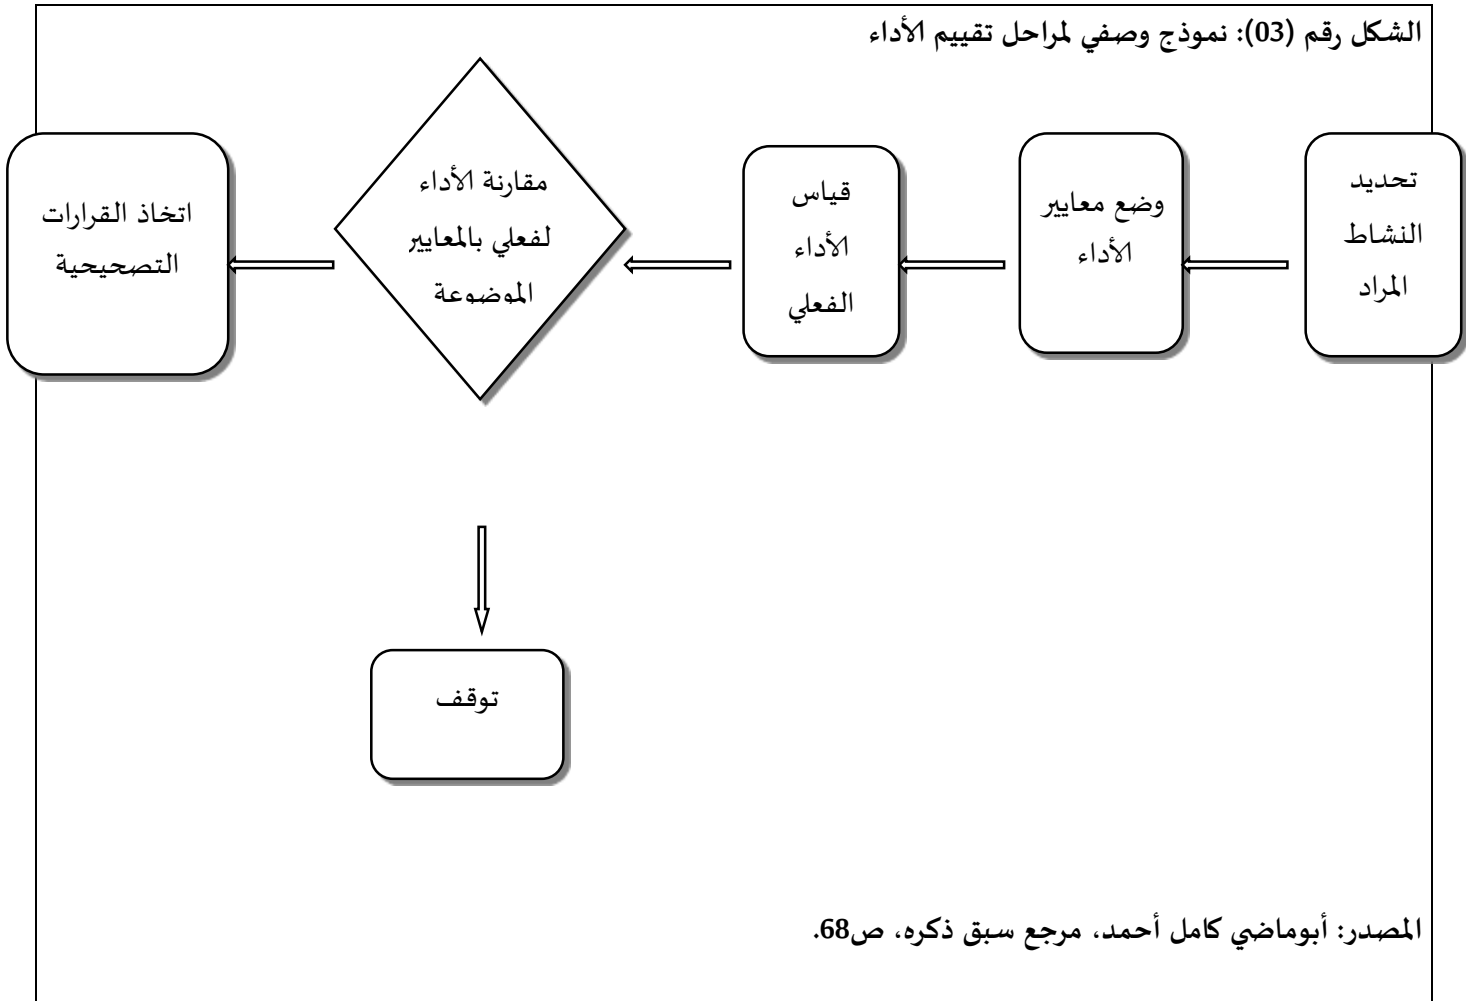 الشكل رقم (03): نموذج وصفي لمراحل تقييم الأداء
تحديد
النشاط
المراد
وضع معايير
الأداء
قياس
الأداء
الفعلي
مقارنة الأداء
لفعلي بالمعايير
الموضوعة
اتخاذ القرارات
التصحيحية
توقف
المصدر: أبوماضي كامل أحمد، مرجع سبق ذكره، ص68.